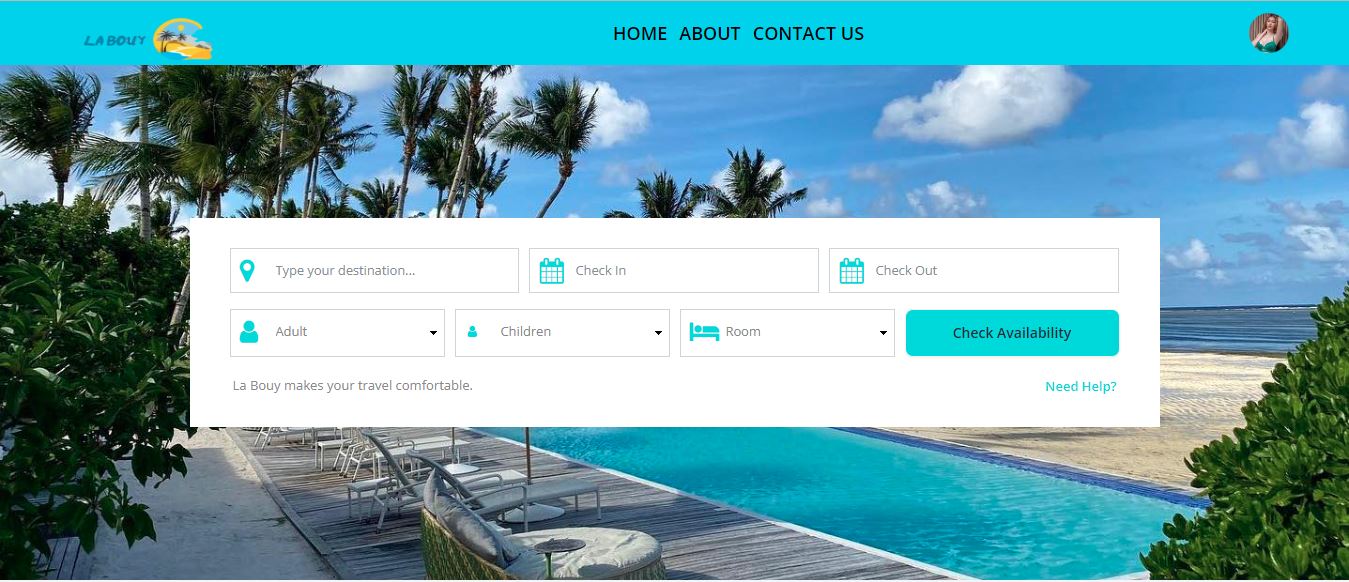 LA BOUY
HOME ABOUT CONTACT US
Type your destination...
Check In
Check Out
Adult
Children
Room
Check Availability
La Bouy makes your travel comfortable.
Need Help?